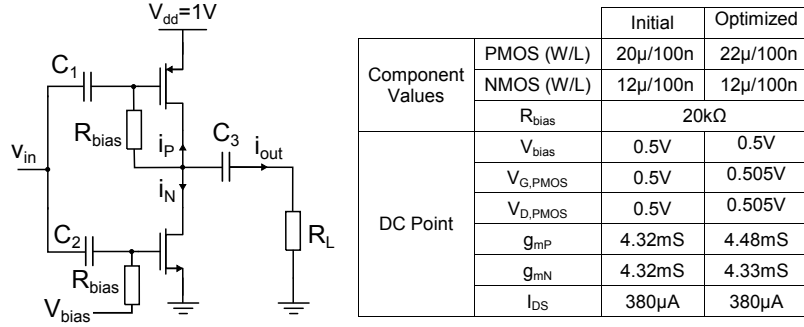 V_dd=1V
C_1
R_bias
i_P
C_3
i_out
v_in
i_N
C_2
R_L
R_bias
V_bias
Initial Optimized
Component Values
PMOS (W/L) 20µ/100n 22µ/100n
NMOS (W/L) 12µ/100n 12µ/100n
R_bias 20kΩ
DC Point
V_bias 0.5V 0.5V
V_G,PMOS 0.5V 0.505V
V_D,PMOS 0.5V 0.505V
g_mP 4.32mS 4.48mS
g_mN 4.32mS 4.33mS
I_DS 380µA 380µA